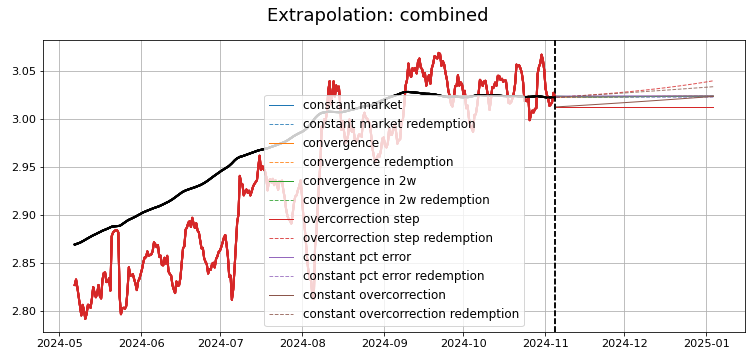 Extrapolation: combined
3.05
3.00
2.95
2.90
2.85
2.80
constant market
constant market redemption
convergence
convergence redemption
convergence in 2w
convergence in 2w redemption
overcorrection step
overcorrection step redemption
constant pct error
constant pct error redemption
constant overcorrection
constant overcorrection redemption
2024-05 2024-06 2024-07 2024-08 2024-09 2024-10 2024-11 2024-12 2025-01